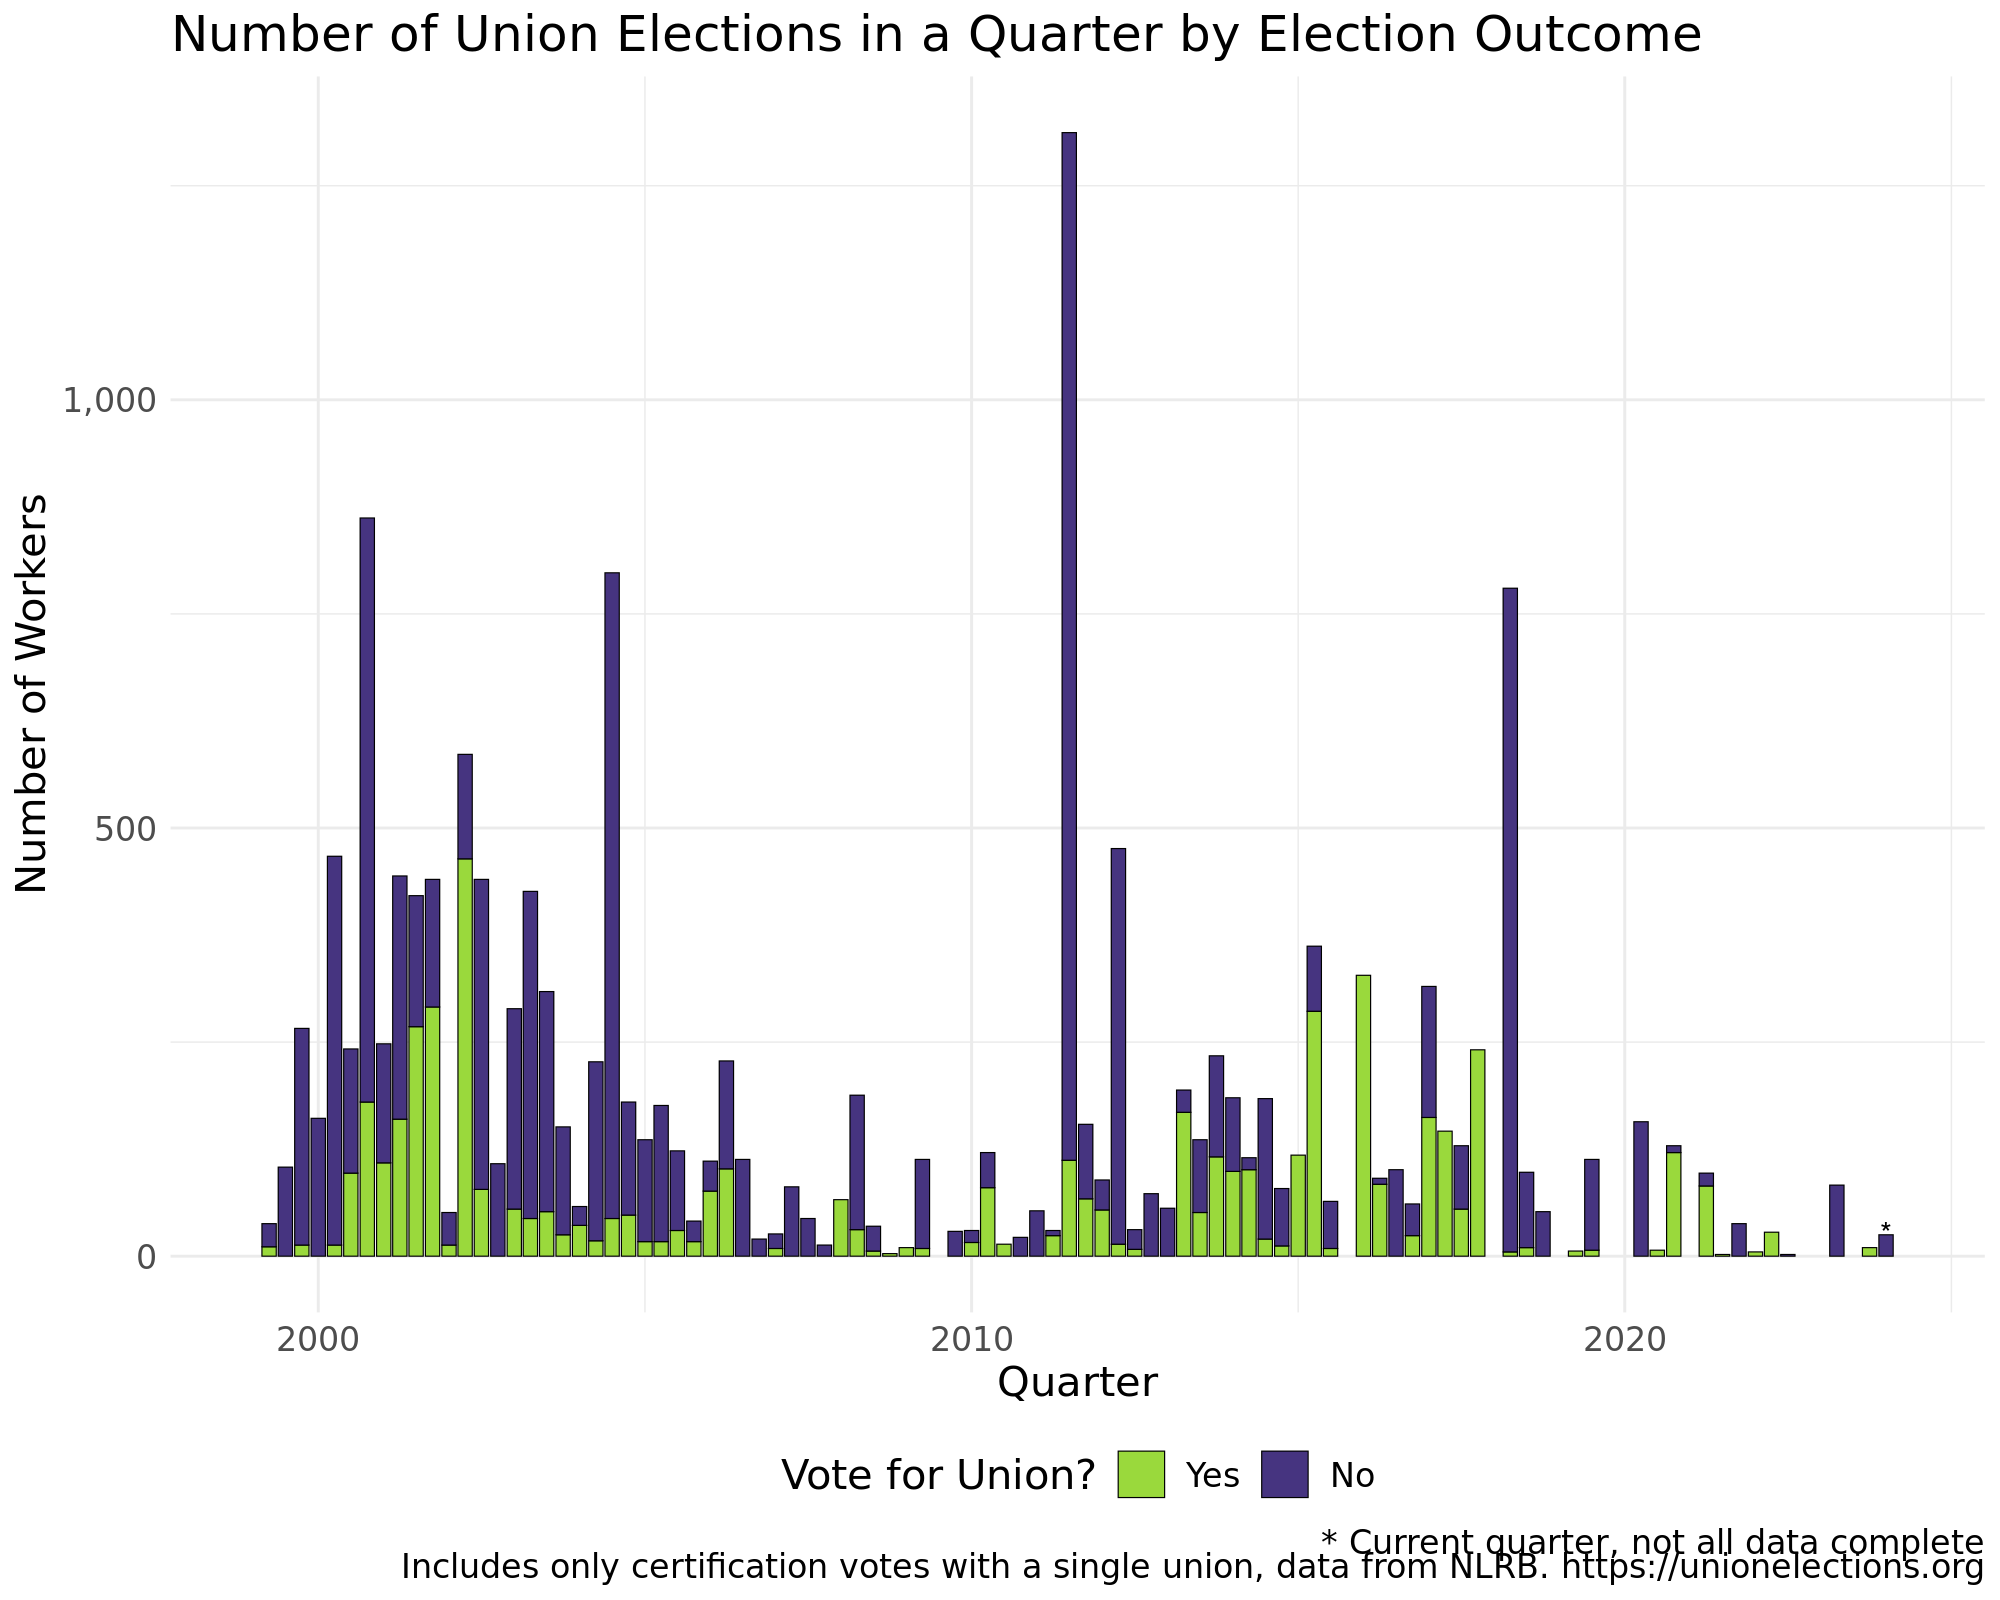 Number of Union Elections in a Quarter by Election Outcome
Number of Workers
1,000
500
0
*
2000 2010 2020
Quarter
Vote for Union? Yes No
* Current quarter, not all data complete
Includes only certification votes with a single union, data from NLRB. https://unionelections.org